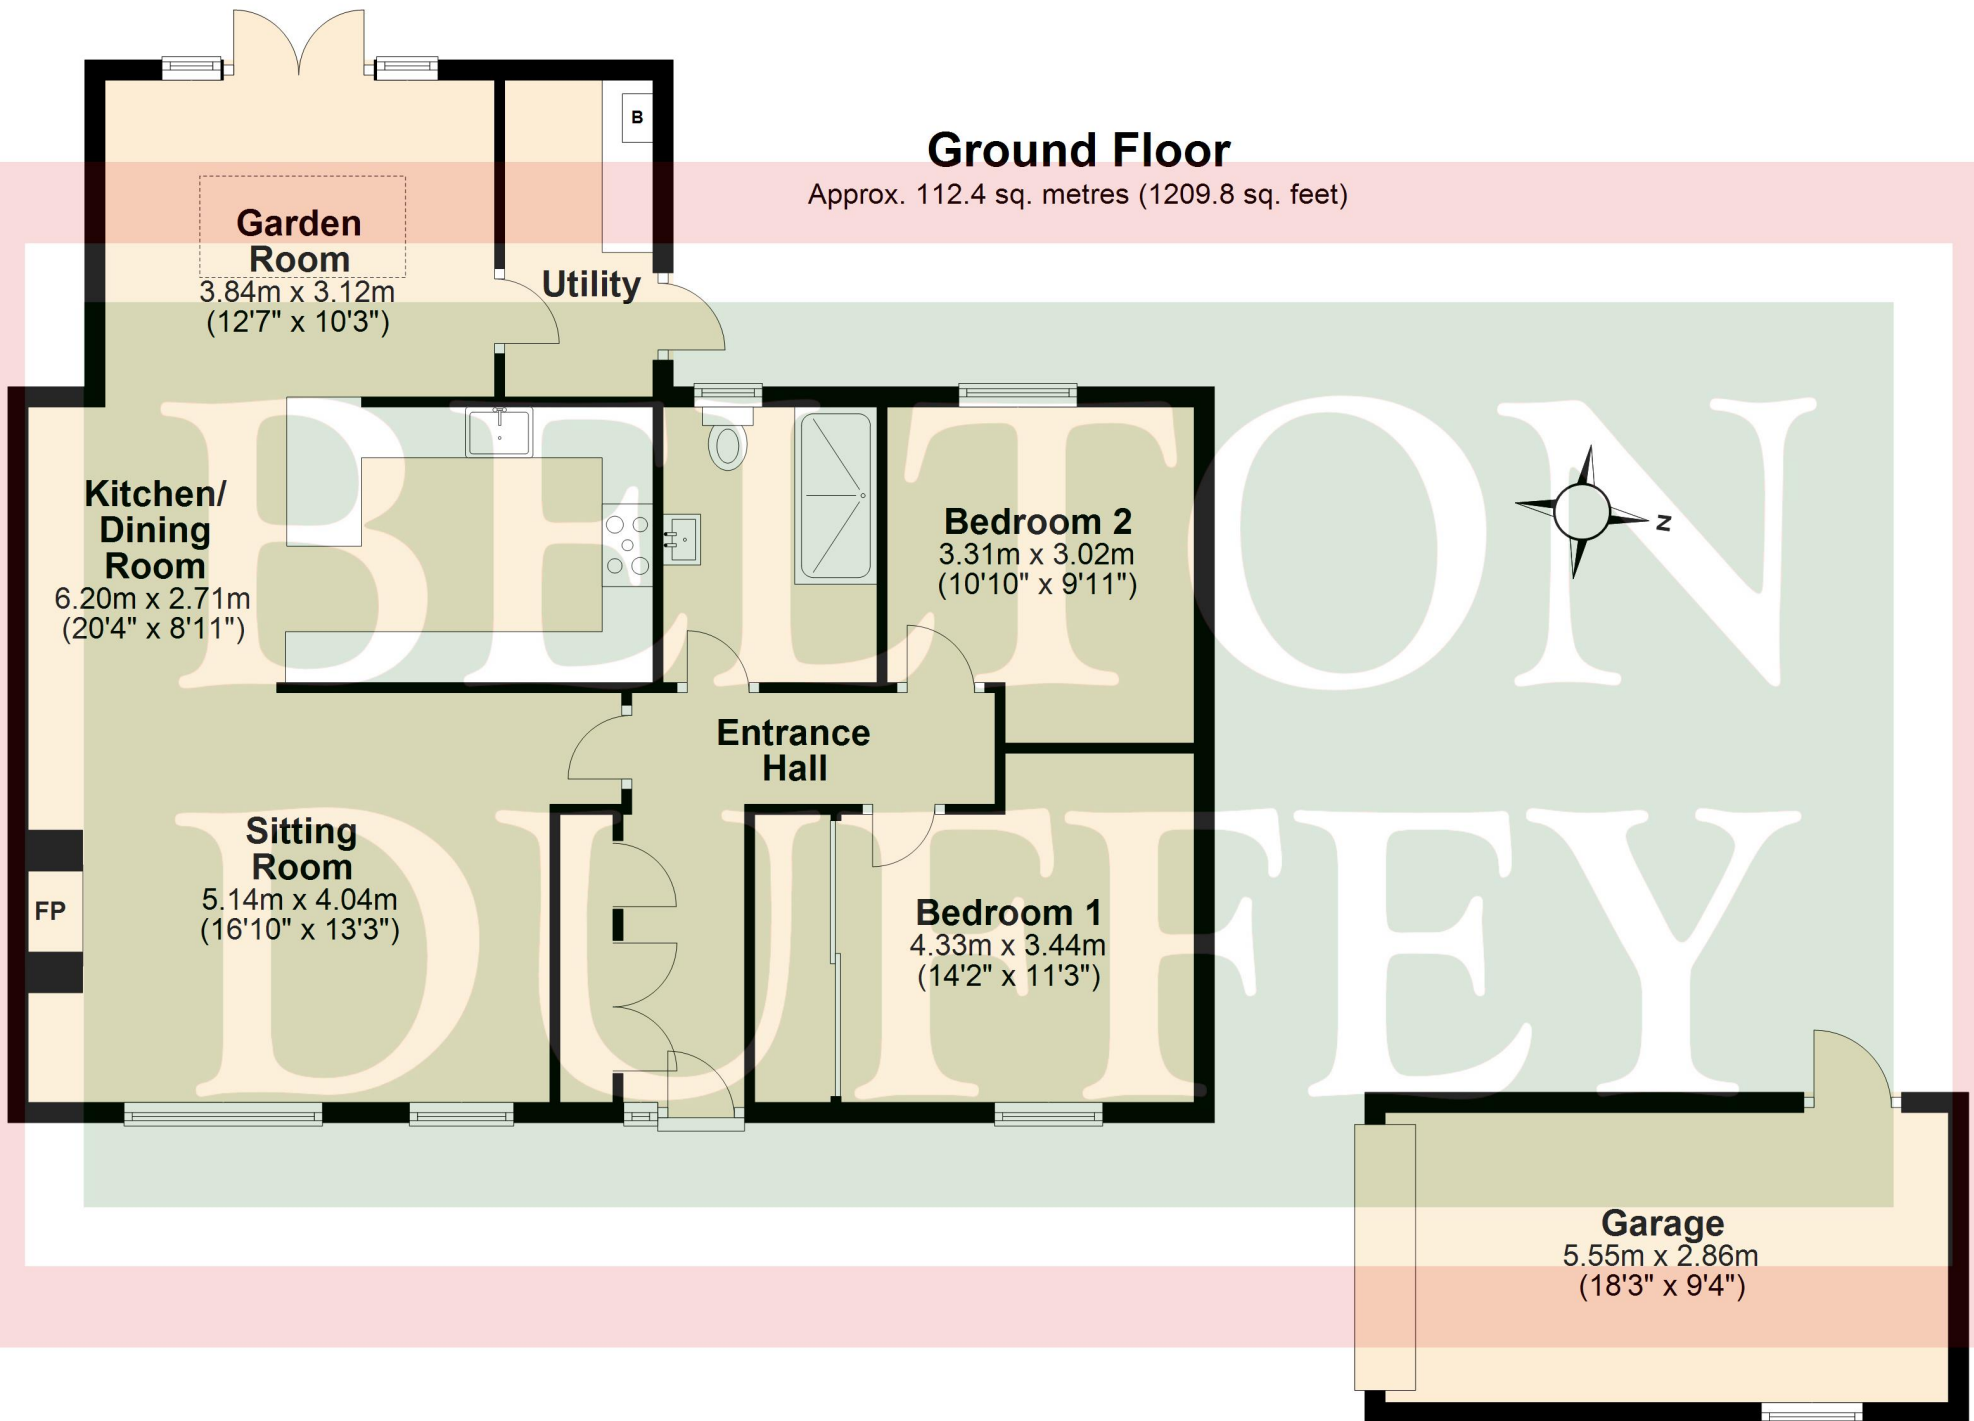 Ground Floor
Approx. 112.4 sq. metres (1209.8 sq. feet)
B
Garden
Room
3.84m x 3.12m
(12'7" x 10'3")
Utility
Kitchen/
Dining
Room
6.20m x 2.71m
(20'4" x 8'11")
Bedroom 2
3.31m x 3.02m
(10'10" x 9'11")
N
Entrance
Hall
Sitting
Room
5.14m x 4.04m
(16'10" x 13'3")
FP
Bedroom 1
4.33m x 3.44m
(14'2" x 11'3")
Garage
5.55m x 2.86m
(18'3" x 9'4")
BELTON
DUFFEY